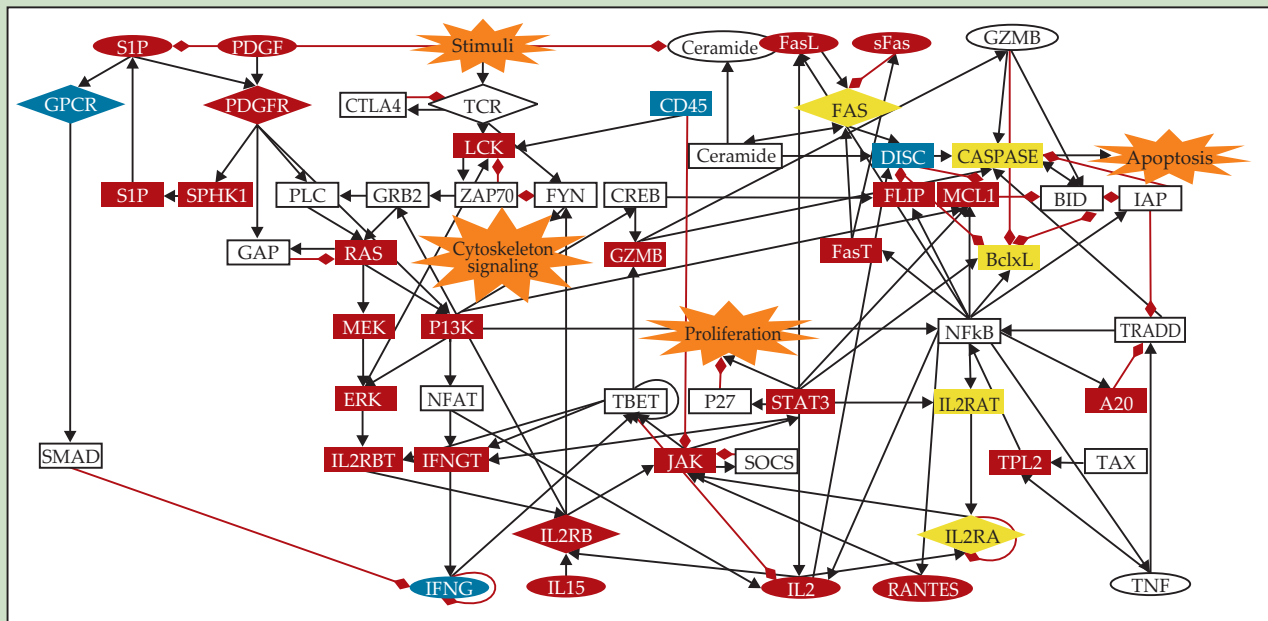 S1P
PDGF
Stimuli
Ceramide
FasL
sFas
GZMB
GPCR
PDGFR
CTLA4
TCR
CD45
FAS
LCK
Ceramide
DISC
CASPASE
Apoptosis
S1P
SPHK1
PLC
GRB2
ZAP70
FYN
CREB
FLIP
MCL1
BID
IAP
GAP
RAS
Cytoskeleton
signaling
GZMB
FasT
BclxL
MEK
P13K
Proliferation
NFkB
TRADD
ERK
NFAT
TBET
P27
STAT3
IL2RAT
A20
SMAD
IL2RBT
IFNGT
JAK
SOCS
TPL2
TAX
IL2RB
IL2RA
IFNG
IL15
IL2
RANTES
TNF